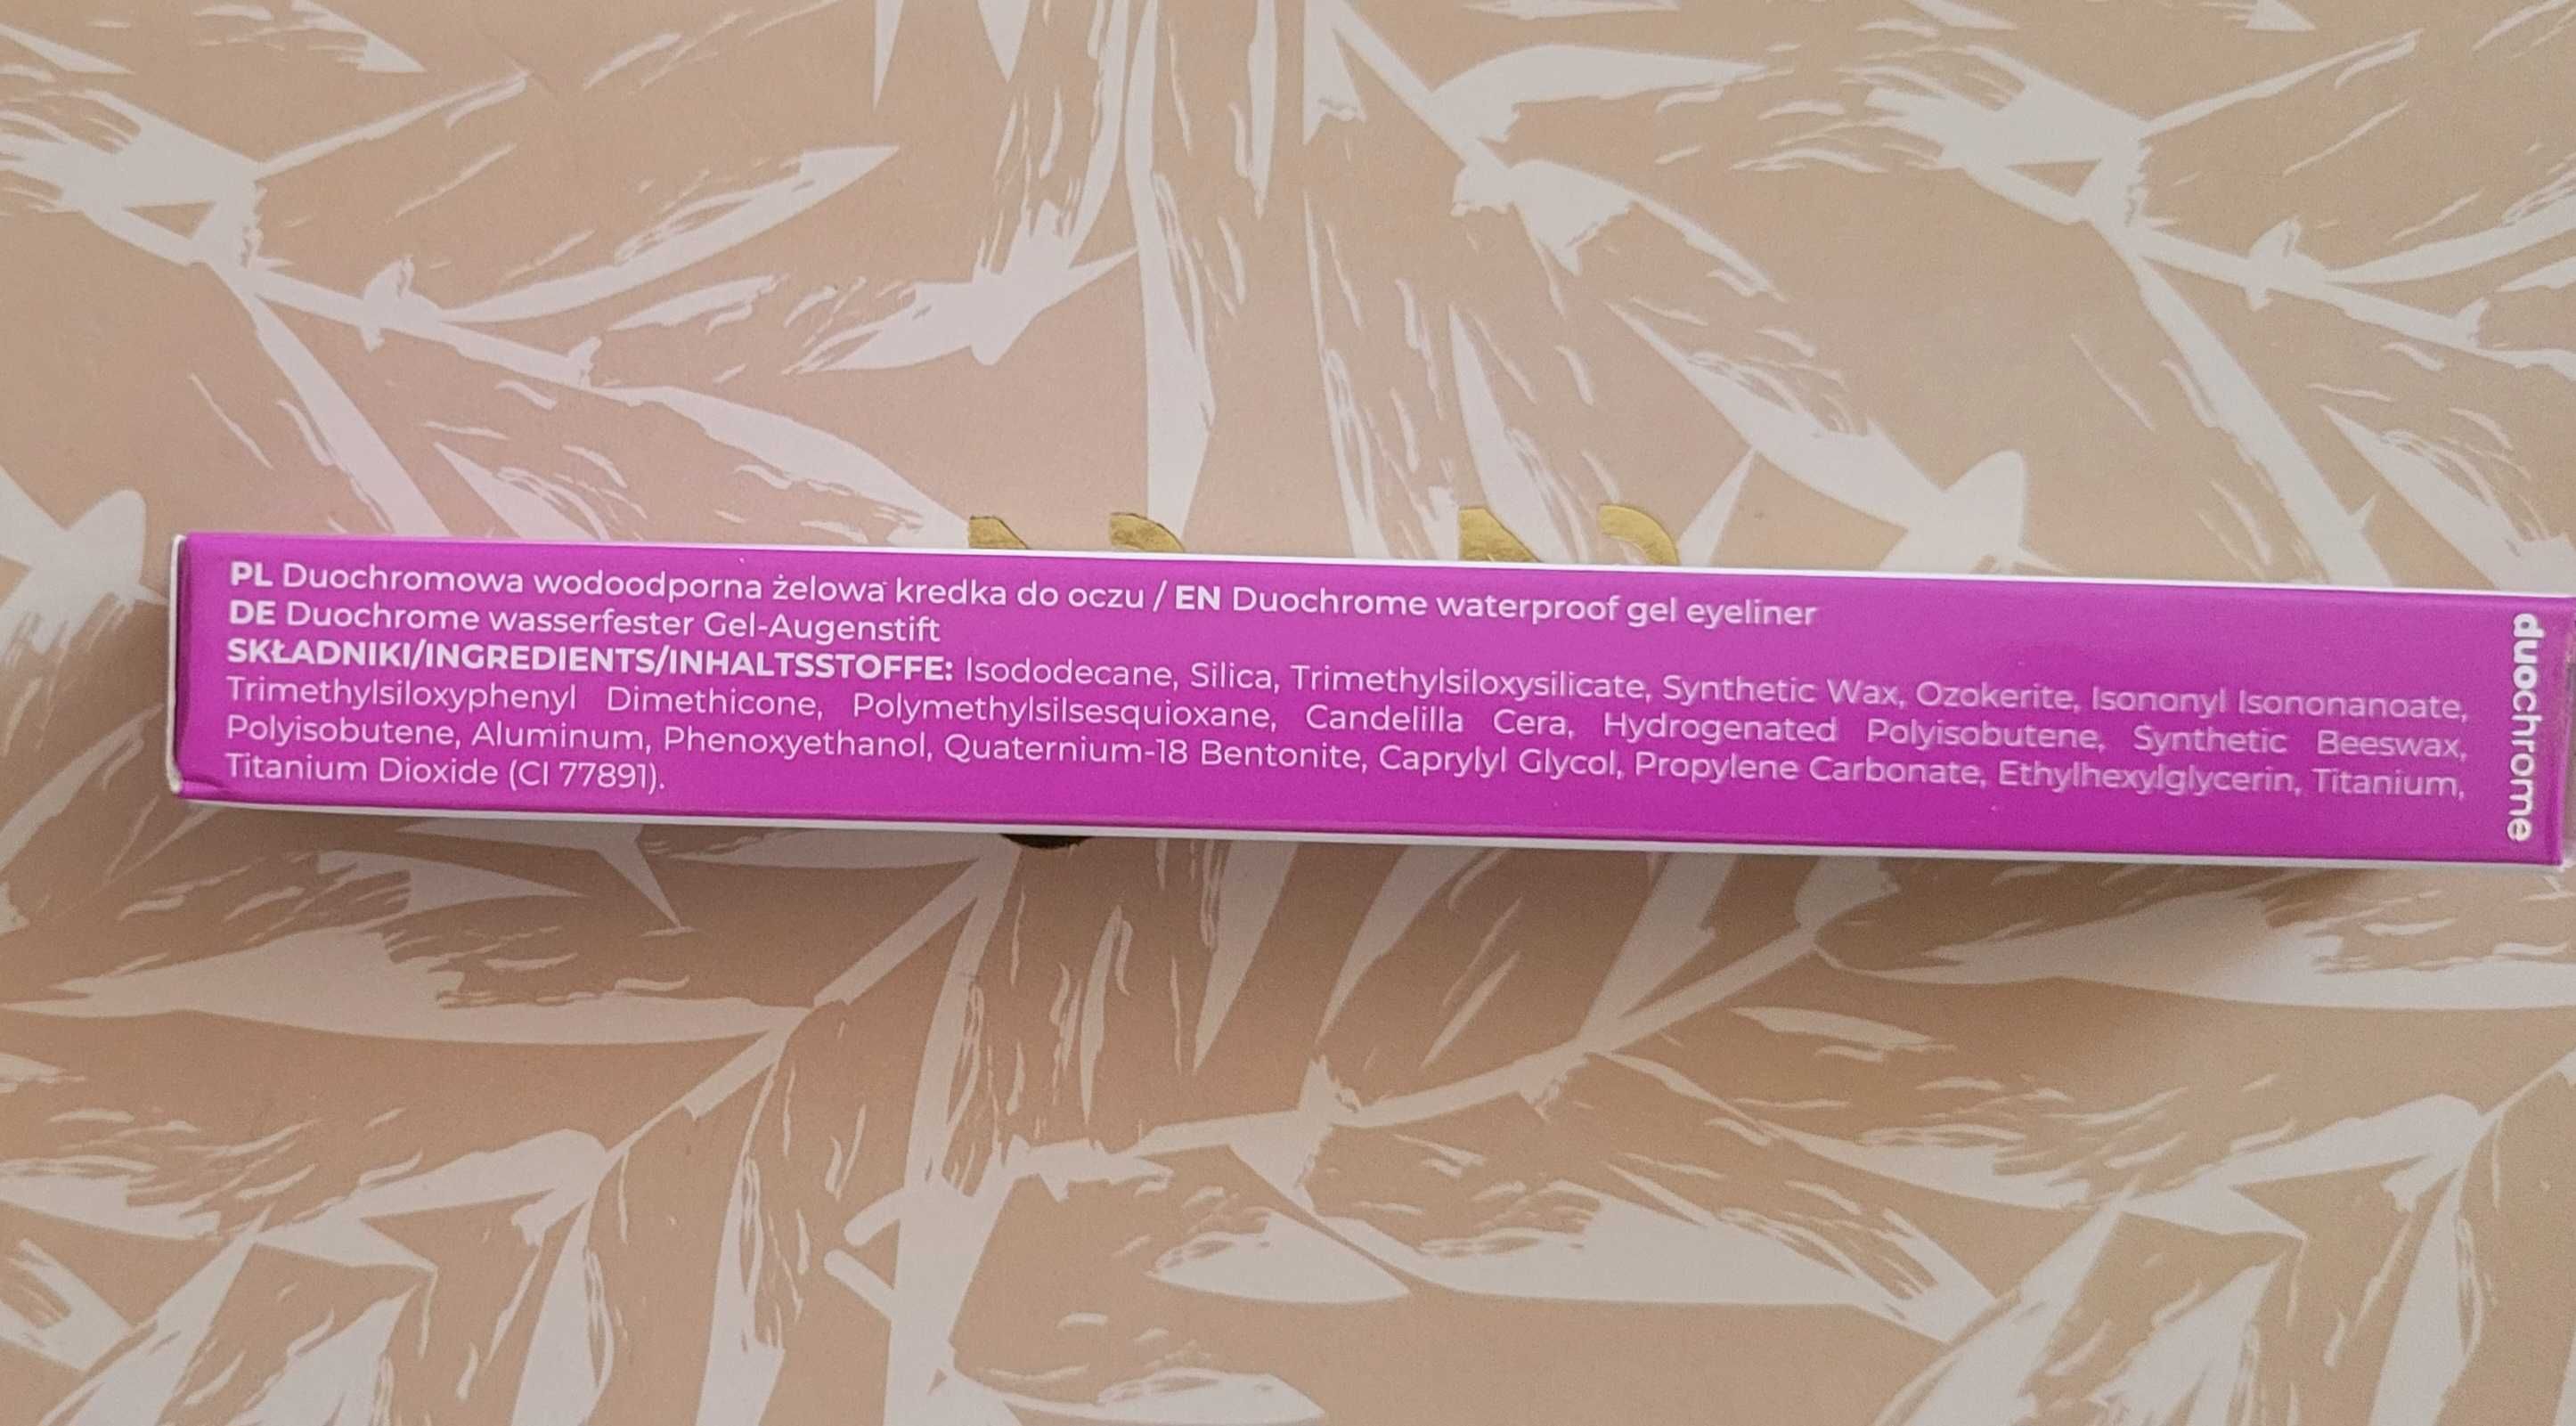 PL Duochromowa wodoodporna żelowa kredka do oczu / EN Duochrome waterproof gel eyeliner
DE Duochrome wasserfester Gel-Augenstift
SKŁADNIKI/INGREDIENTS/INHALTSSTOFFE: Isododecane, Silica, Trimethylsiloxysilicate, Synthetic Wax, Ozokerite, Isononyl Isononanoate,
Trimethylsiloxyphenyl Dimethicone, Polymethylsilsesquioxane, Candelilla Cera, Hydrogenated Polyisobutene, Synthetic Beeswax,
Polyisobutene, Aluminum, Phenoxyethanol, Quaternium-18 Bentonite, Caprylyl Glycol, Propylene Carbonate, Ethylhexylglycerin, Titanium,
Titanium Dioxide (CI 77891).
duochrome